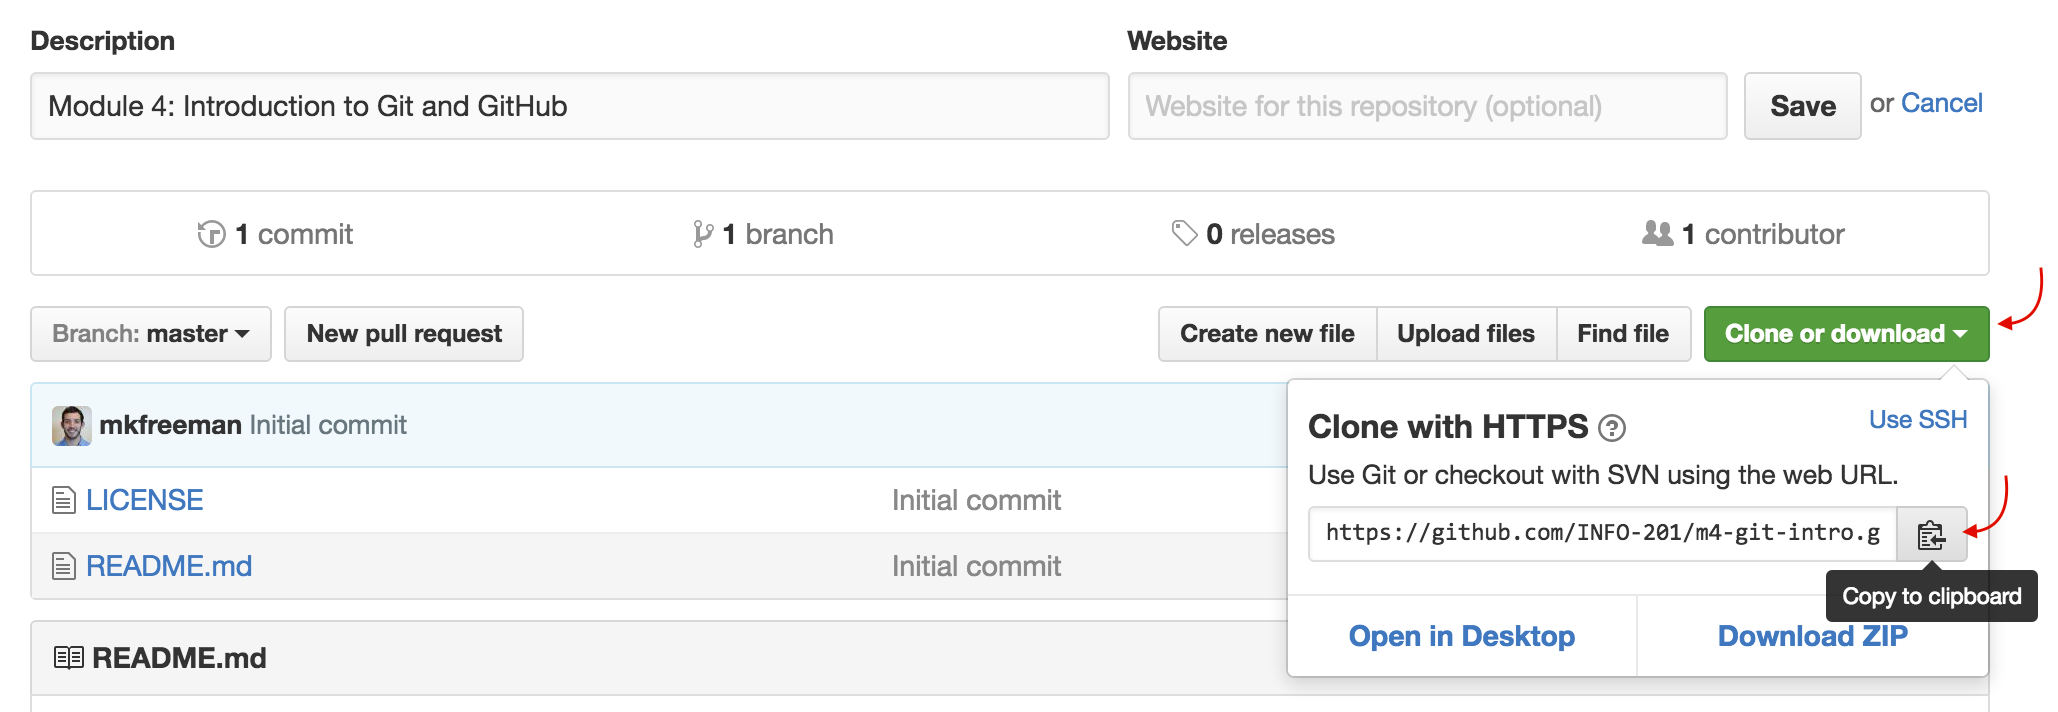 Description
Website
Module 4: Introduction to Git and GitHub
Website for this repository (optional)
Save or Cancel
1 commit
1 branch
0 releases
1 contributor
Branch: master
New pull request
Create new file
Upload files
Find file
Clone or download
mkfreeman Initial commit
LICENSE Initial commit
README.md Initial commit
README.md
Clone with HTTPS ?
Use SSH
Use Git or checkout with SVN using the web URL.
https://github.com/INFO-201/m4-git-intro.g
Copy to clipboard
Open in Desktop
Download ZIP